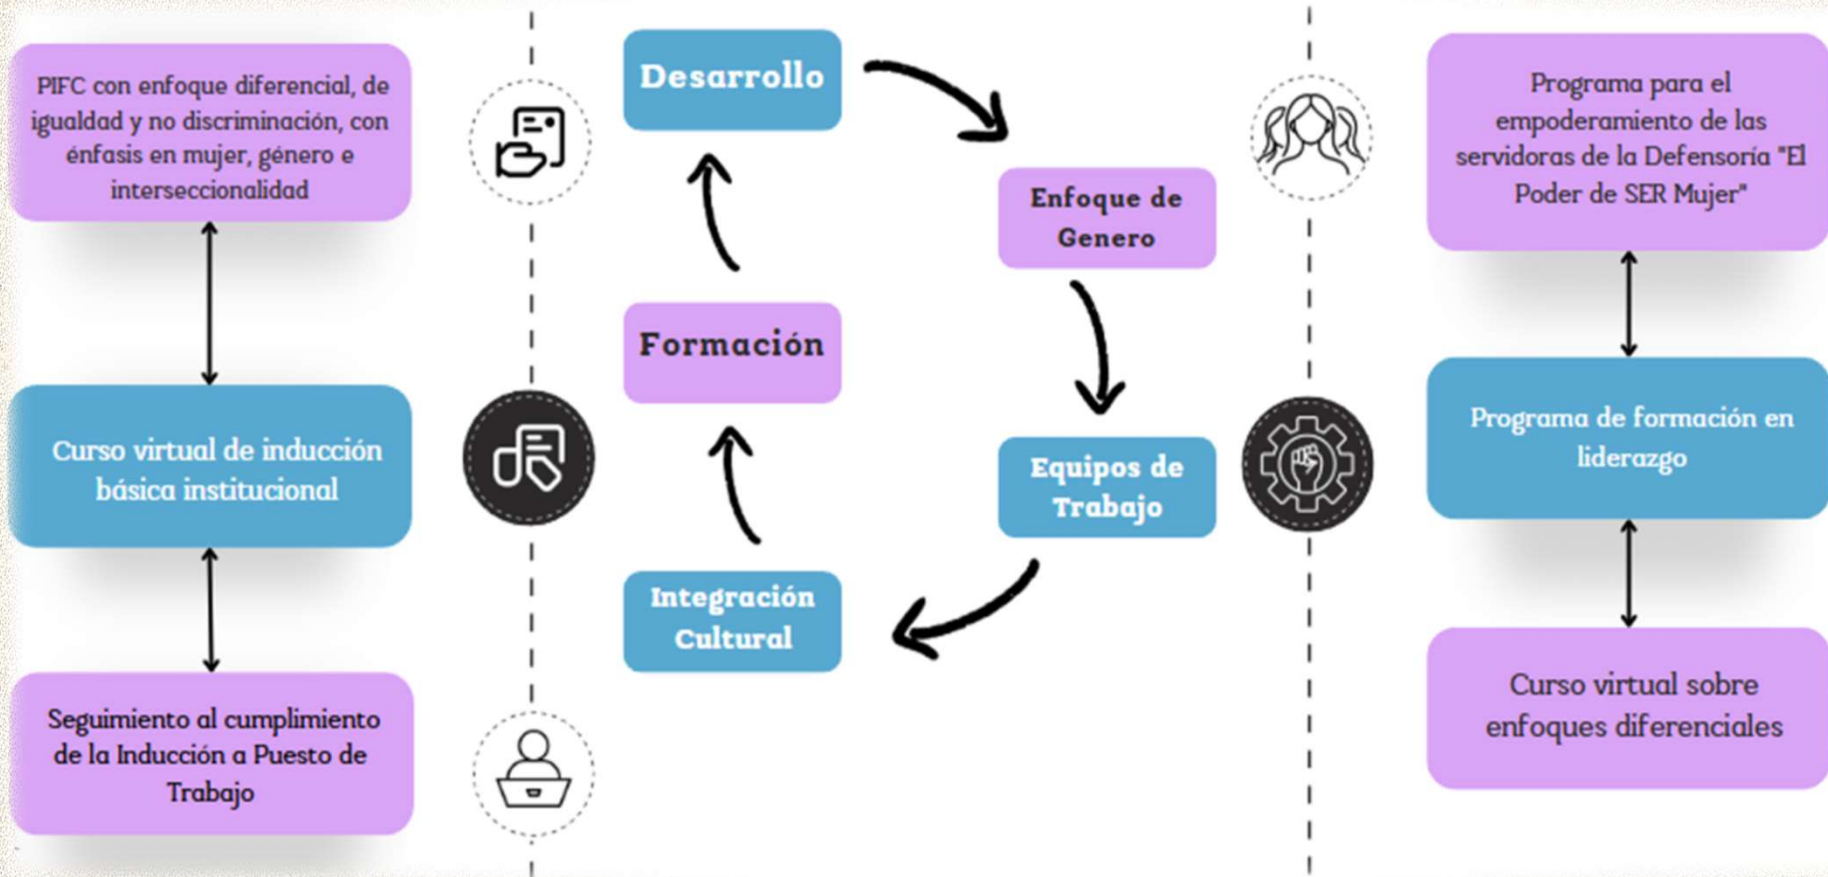 PIFC con enfoque diferencial, de
igualdad y no discriminación, con
énfasis en mujer, género e
interseccionalidad
Curso virtual de inducción
básica institucional
Seguimiento al cumplimiento
de la Inducción a Puesto de
Trabajo
Desarrollo
Enfoque de
Genero
Formación
Equipos de
Trabajo
Integración
Cultural
Programa para el
empoderamiento de las
servidoras de la Defensoría "El
Poder de SER Mujer"
Programa de formación en
liderazgo
Curso virtual sobre
enfoques diferenciales